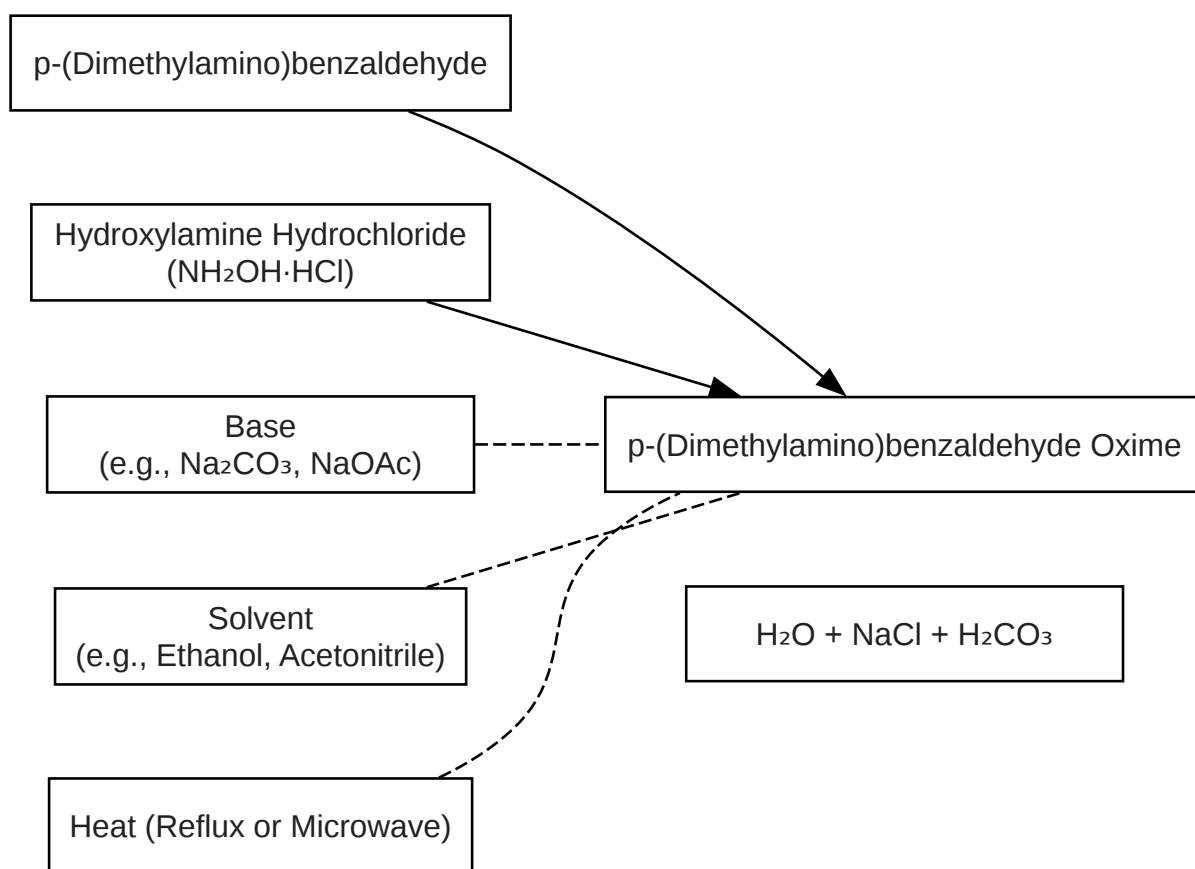 p-(Dimethylamino)benzaldehyde
Hydroxylamine Hydrochloride
(NH₂OH·HCl)
Base
(e.g., Na₂CO₃, NaOAc)
p-(Dimethylamino)benzaldehyde Oxime
Solvent
(e.g., Ethanol, Acetonitrile)
H₂O + NaCl + H₂CO₃
Heat (Reflux or Microwave)